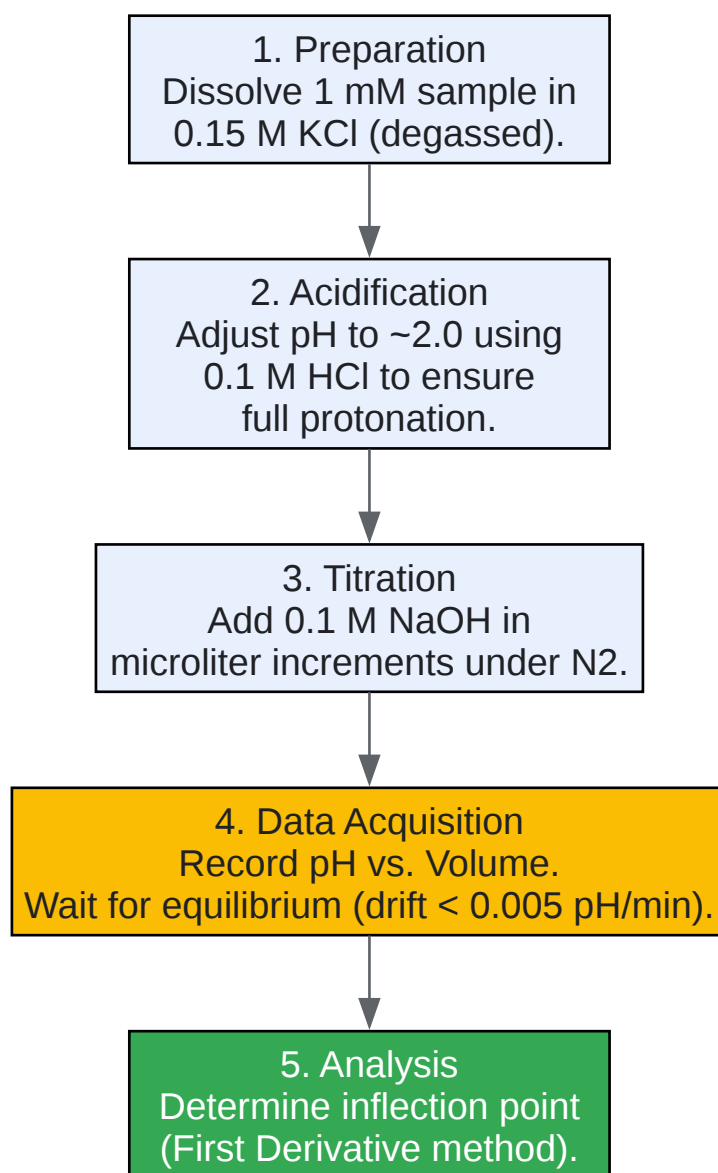 1. Preparation
Dissolve 1 mM sample in
0.15 M KCl (degassed).
2. Acidification
Adjust pH to ~2.0 using
0.1 M HCl to ensure
full protonation.
3. Titration
Add 0.1 M NaOH in
microliter increments under N2.
4. Data Acquisition
Record pH vs. Volume.
Wait for equilibrium (drift < 0.005 pH/min).
5. Analysis
Determine inflection point
(First Derivative method).